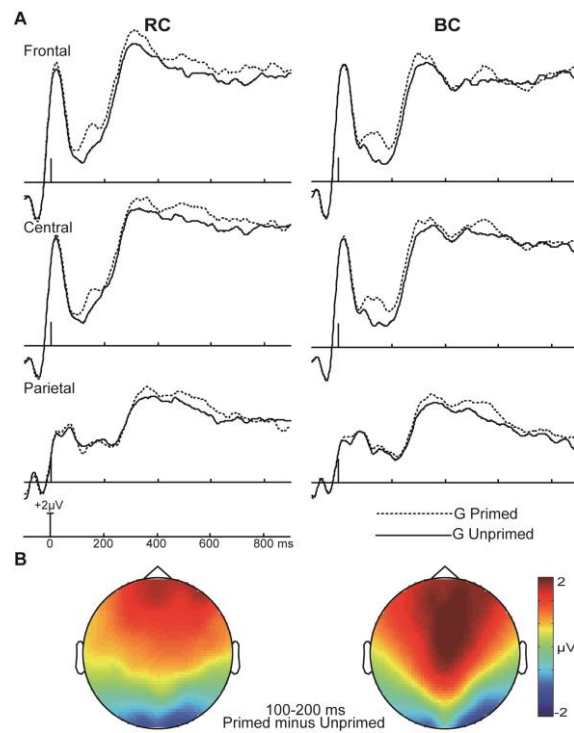 A
RC
BC
Frontal
Central
Parietal
+2µV
0 200 400 600 800 ms
G Primed
G Unprimed
B
2
µV
-2
100-200 ms
Primed minus Unprimed